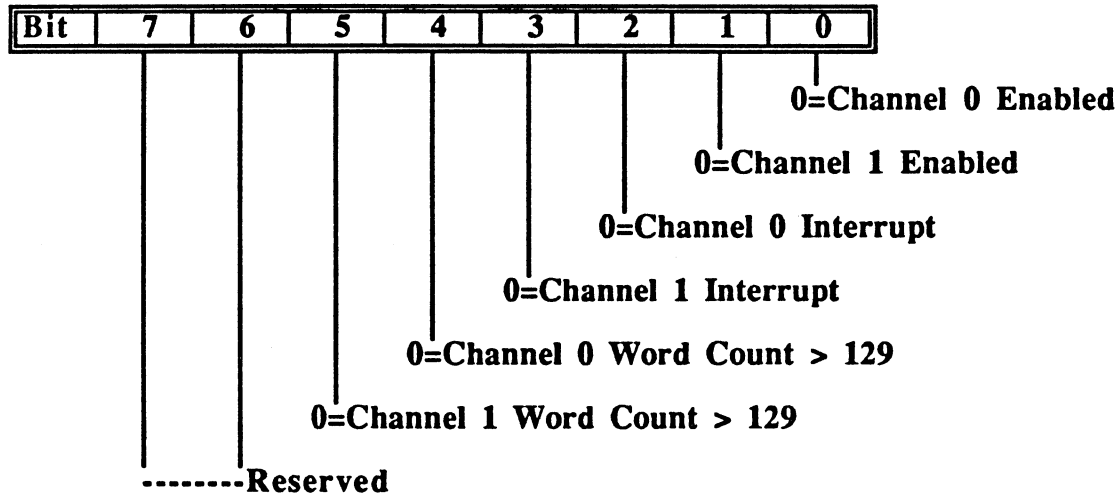 Bit 7 6 5 4 3 2 1 0
0=Channel 0 Enabled
0=Channel 1 Enabled
0=Channel 0 Interrupt
0=Channel 1 Interrupt
0=Channel 0 Word Count > 129
0=Channel 1 Word Count > 129
--------Reserved